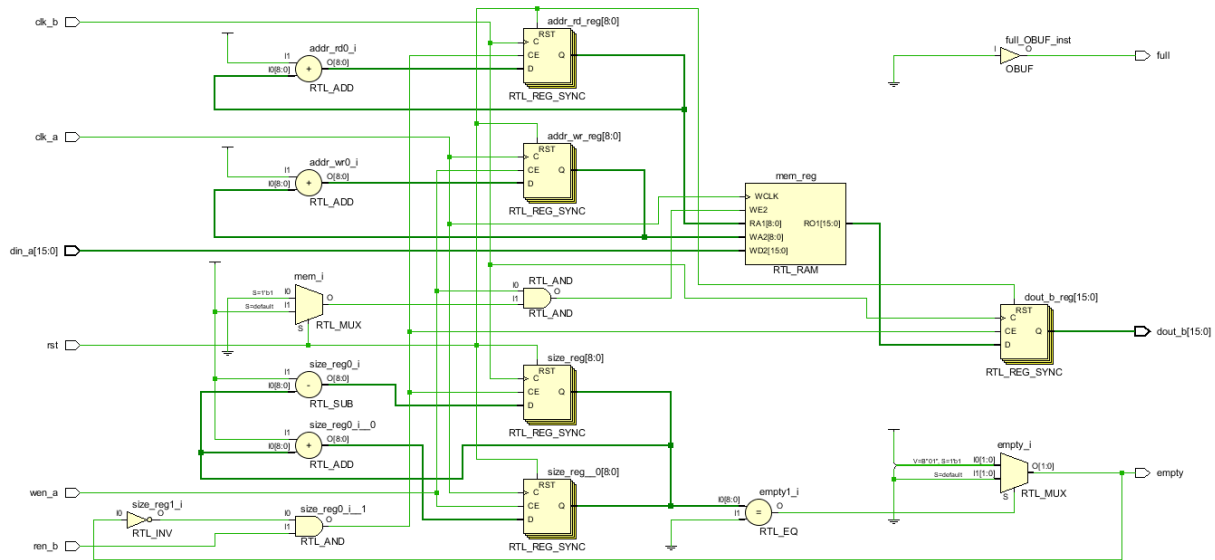 clk_b
addr_rd0_i
I1
O[8:0]
I0[8:0]
+
RTL_ADD
addr_rd_reg[8:0]
RST
C
CE
Q
D
RTL_REG_SYNC
full_OBUF_inst
I
O
OBUF
full
clk_a
addr_wr0_i
I1
O[8:0]
I0[8:0]
+
RTL_ADD
addr_wr_reg[8:0]
RST
C
CE
Q
D
RTL_REG_SYNC
mem_reg
WCLK
WE2
RA1[8:0]
RO1[15:0]
WA2[8:0]
WD2[15:0]
RTL_RAM
din_a[15:0]
mem_i
S=1'b1
I0
O
S=default
I1
S
RTL_MUX
RTL_AND
I0
O
I1
RTL_AND
dout_b_reg[15:0]
RST
C
CE
Q
D
RTL_REG_SYNC
dout_b[15:0]
rst
size_reg0_i
I1
O[8:0]
I0[8:0]
-
RTL_SUB
size_reg[8:0]
RST
C
CE
Q
D
RTL_REG_SYNC
size_reg0_i__0
I1
O[8:0]
I0[8:0]
+
RTL_ADD
size_reg__0[8:0]
RST
C
CE
Q
D
RTL_REG_SYNC
empty1_i
I0[8:0]
O
I1
=
RTL_EQ
empty_i
V=B"01", S=1'b1
I0[1:0]
O[1:0]
S=default
I1[1:0]
S
RTL_MUX
empty
wen_a
size_reg1_i
I0
O
RTL_INV
size_reg0_i__1
I0
O
I1
RTL_AND
ren_b